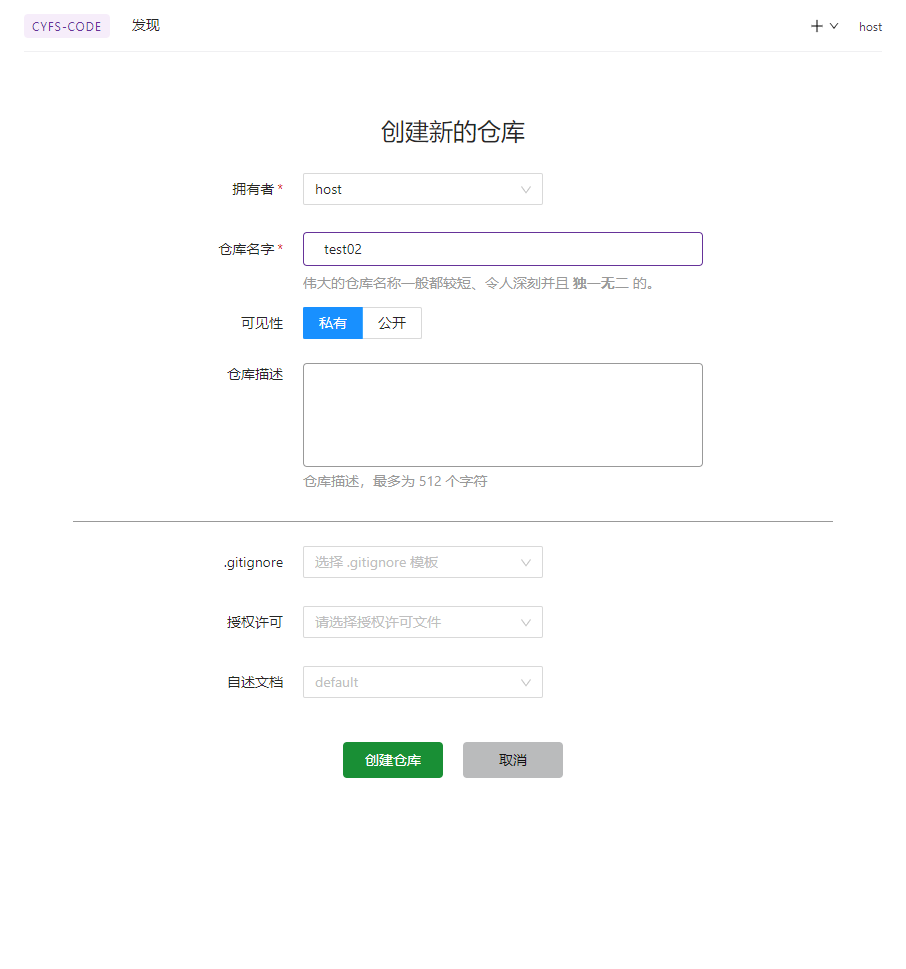 CYFS-CODE 发现 host
创建新的仓库
拥有者* host
仓库名字* test02
伟大的仓库名称一般都较短、令人深刻并且 独一无二 的。
可见性 私有 公开
仓库描述
仓库描述，最多为 512 个字符
.gitignore 选择 .gitignore 模板
授权许可 请选择授权许可文件
自述文档 default
创建仓库 取消